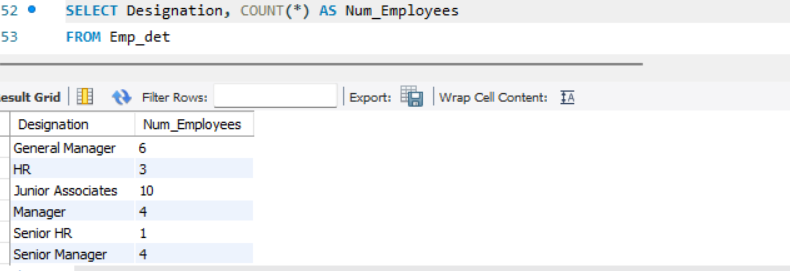 52 SELECT Designation, COUNT(*) AS Num_Employees
53 FROM Emp_det
esult Grid Filter Rows: Export: Wrap Cell Content: IA
Designation Num_Employees
General Manager 6
HR 3
Junior Associates 10
Manager 4
Senior HR 1
Senior Manager 4